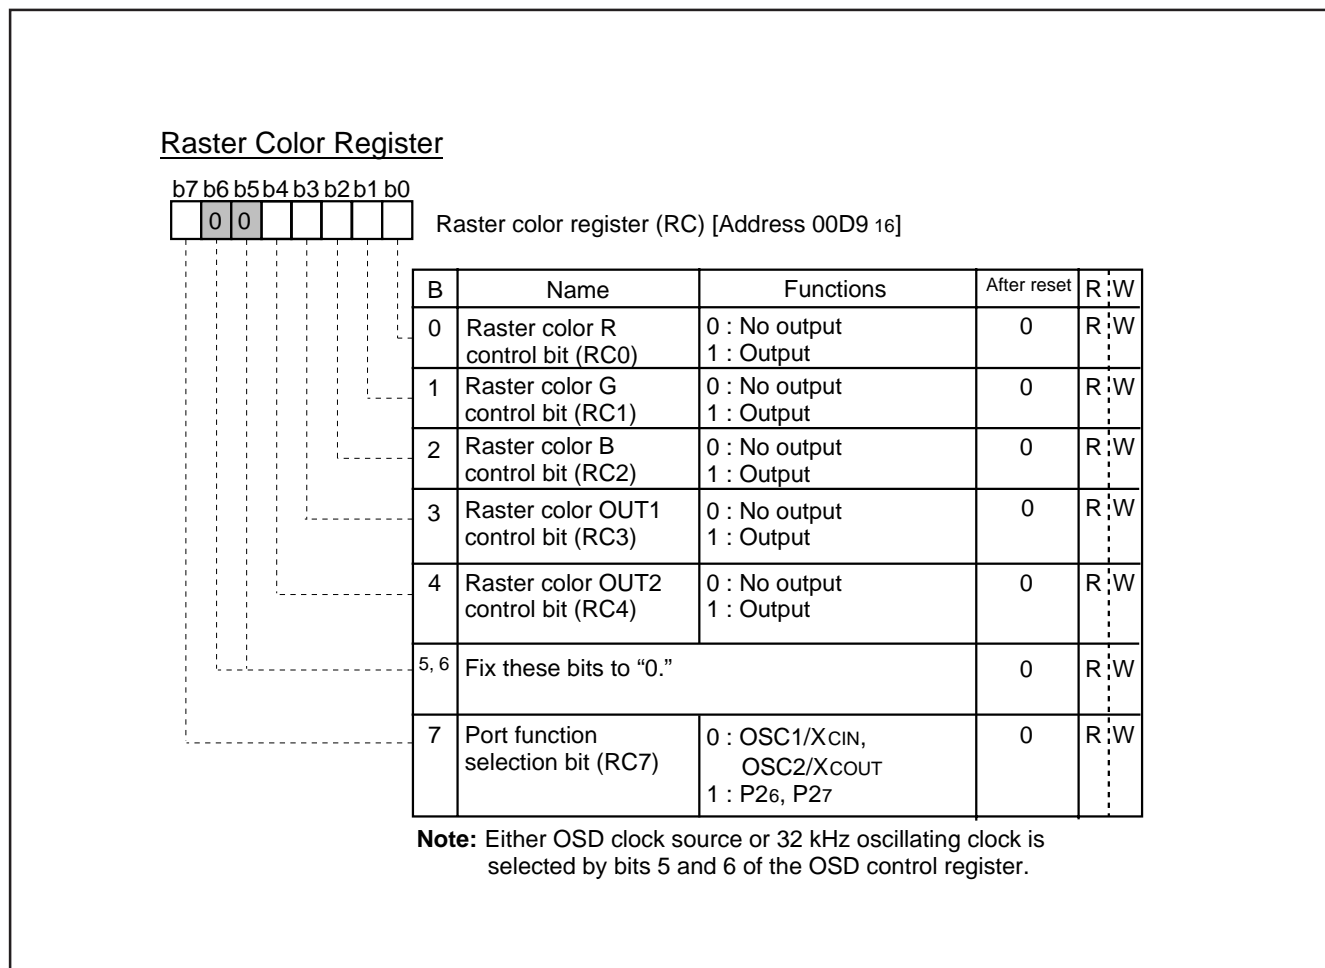 Raster Color Register
b7 b6 b5 b4 b3 b2 b1 b0
0 0
Raster color register (RC) [Address 00D9 16]
B Name Functions After reset R W
0 Raster color R 0 : No output 0 R W
control bit (RC0) 1 : Output
1 Raster color G 0 : No output 0 R W
control bit (RC1) 1 : Output
2 Raster color B 0 : No output 0 R W
control bit (RC2) 1 : Output
3 Raster color OUT1 0 : No output 0 R W
control bit (RC3) 1 : Output
4 Raster color OUT2 0 : No output 0 R W
control bit (RC4) 1 : Output
5, 6 Fix these bits to “0.” 0 R W
7 Port function 0 : OSC1/XCIN, 0 R W
selection bit (RC7) OSC2/XCOUT
1 : P26, P27
Note: Either OSD clock source or 32 kHz oscillating clock is
selected by bits 5 and 6 of the OSD control register.